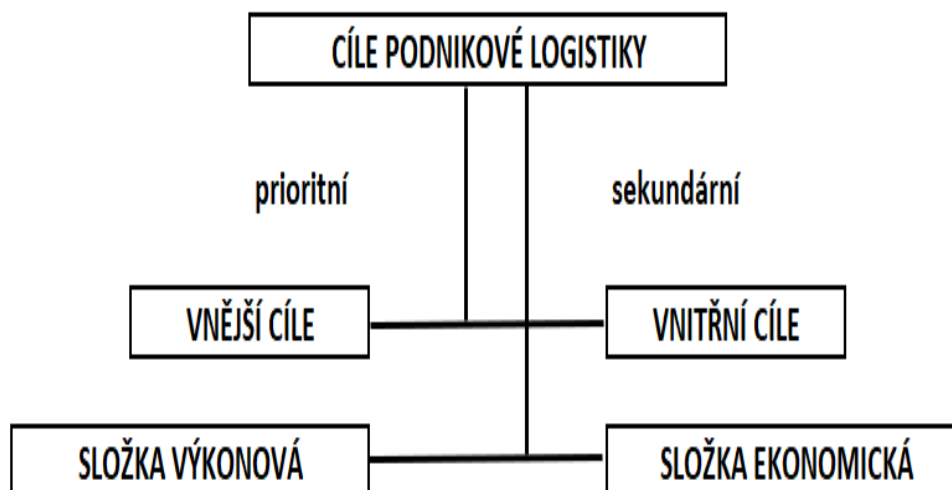 CÍLE PODNIKOVÉ LOGISTIKY
prioritní
sekundární
VNĚJŠÍ CÍLE
VNITŘNÍ CÍLE
SLOŽKA VÝKONOVÁ
SLOŽKA EKONOMICKÁ